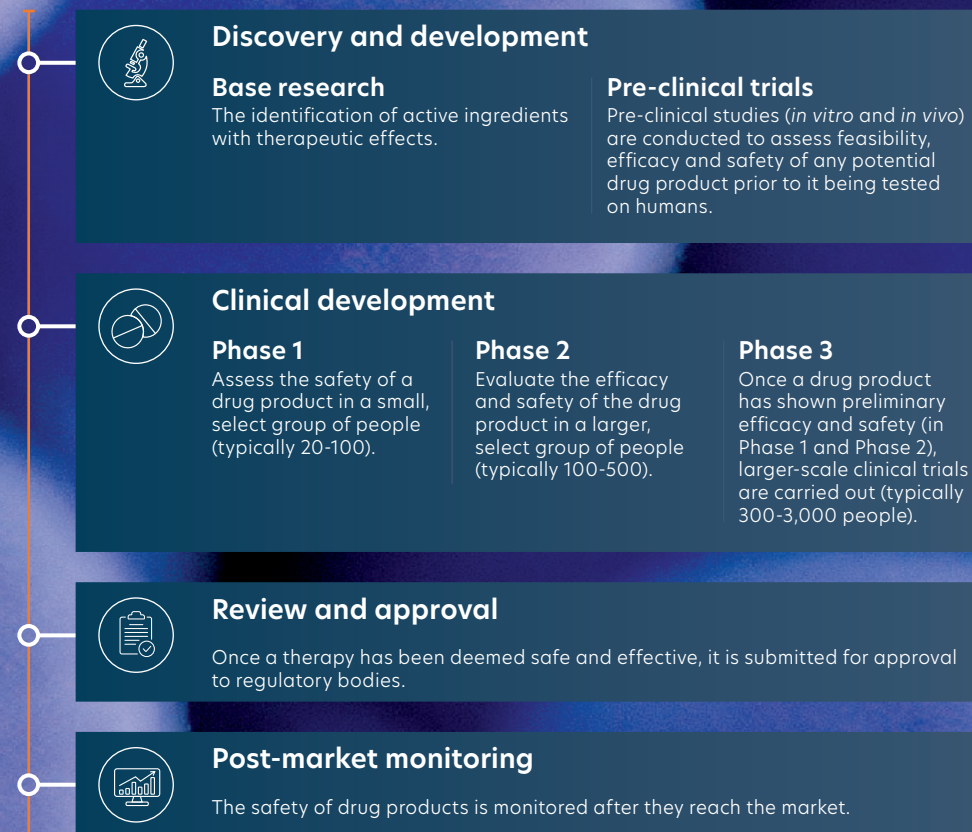 Discovery and development
Base research
The identification of active ingredients
with therapeutic effects.
Pre-clinical trials
Pre-clinical studies (in vitro and in vivo)
are conducted to assess feasibility,
efficacy and safety of any potential
drug product prior to it being tested
on humans.
Clinical development
Phase 1
Assess the safety of a
drug product in a small,
select group of people
(typically 20-100).
Phase 2
Evaluate the efficacy
and safety of the drug
product in a larger,
select group of people
(typically 100-500).
Phase 3
Once a drug product
has shown preliminary
efficacy and safety (in
Phase 1 and Phase 2),
larger-scale clinical trials
are carried out (typically
300-3,000 people).
Review and approval
Once a therapy has been deemed safe and effective, it is submitted for approval
to regulatory bodies.
Post-market monitoring
The safety of drug products is monitored after they reach the market.